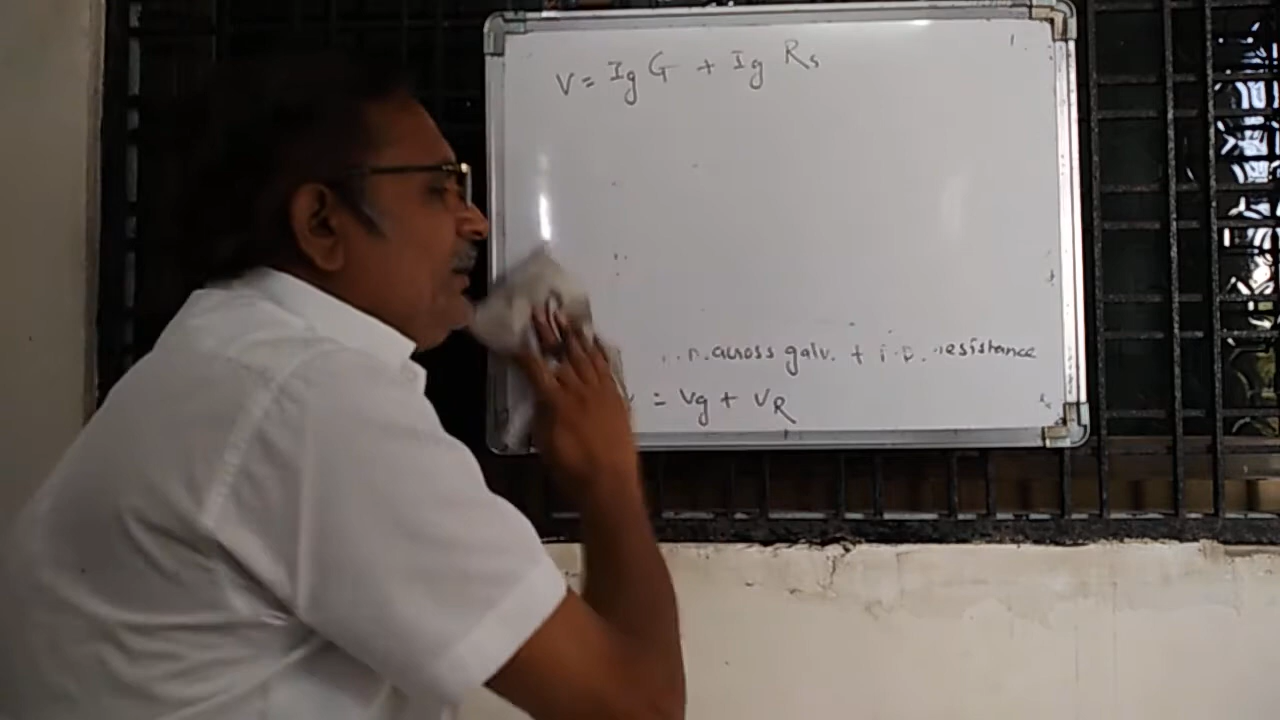 V = Ig G + Ig Rs
across galv. + resistance
= Vg + VR